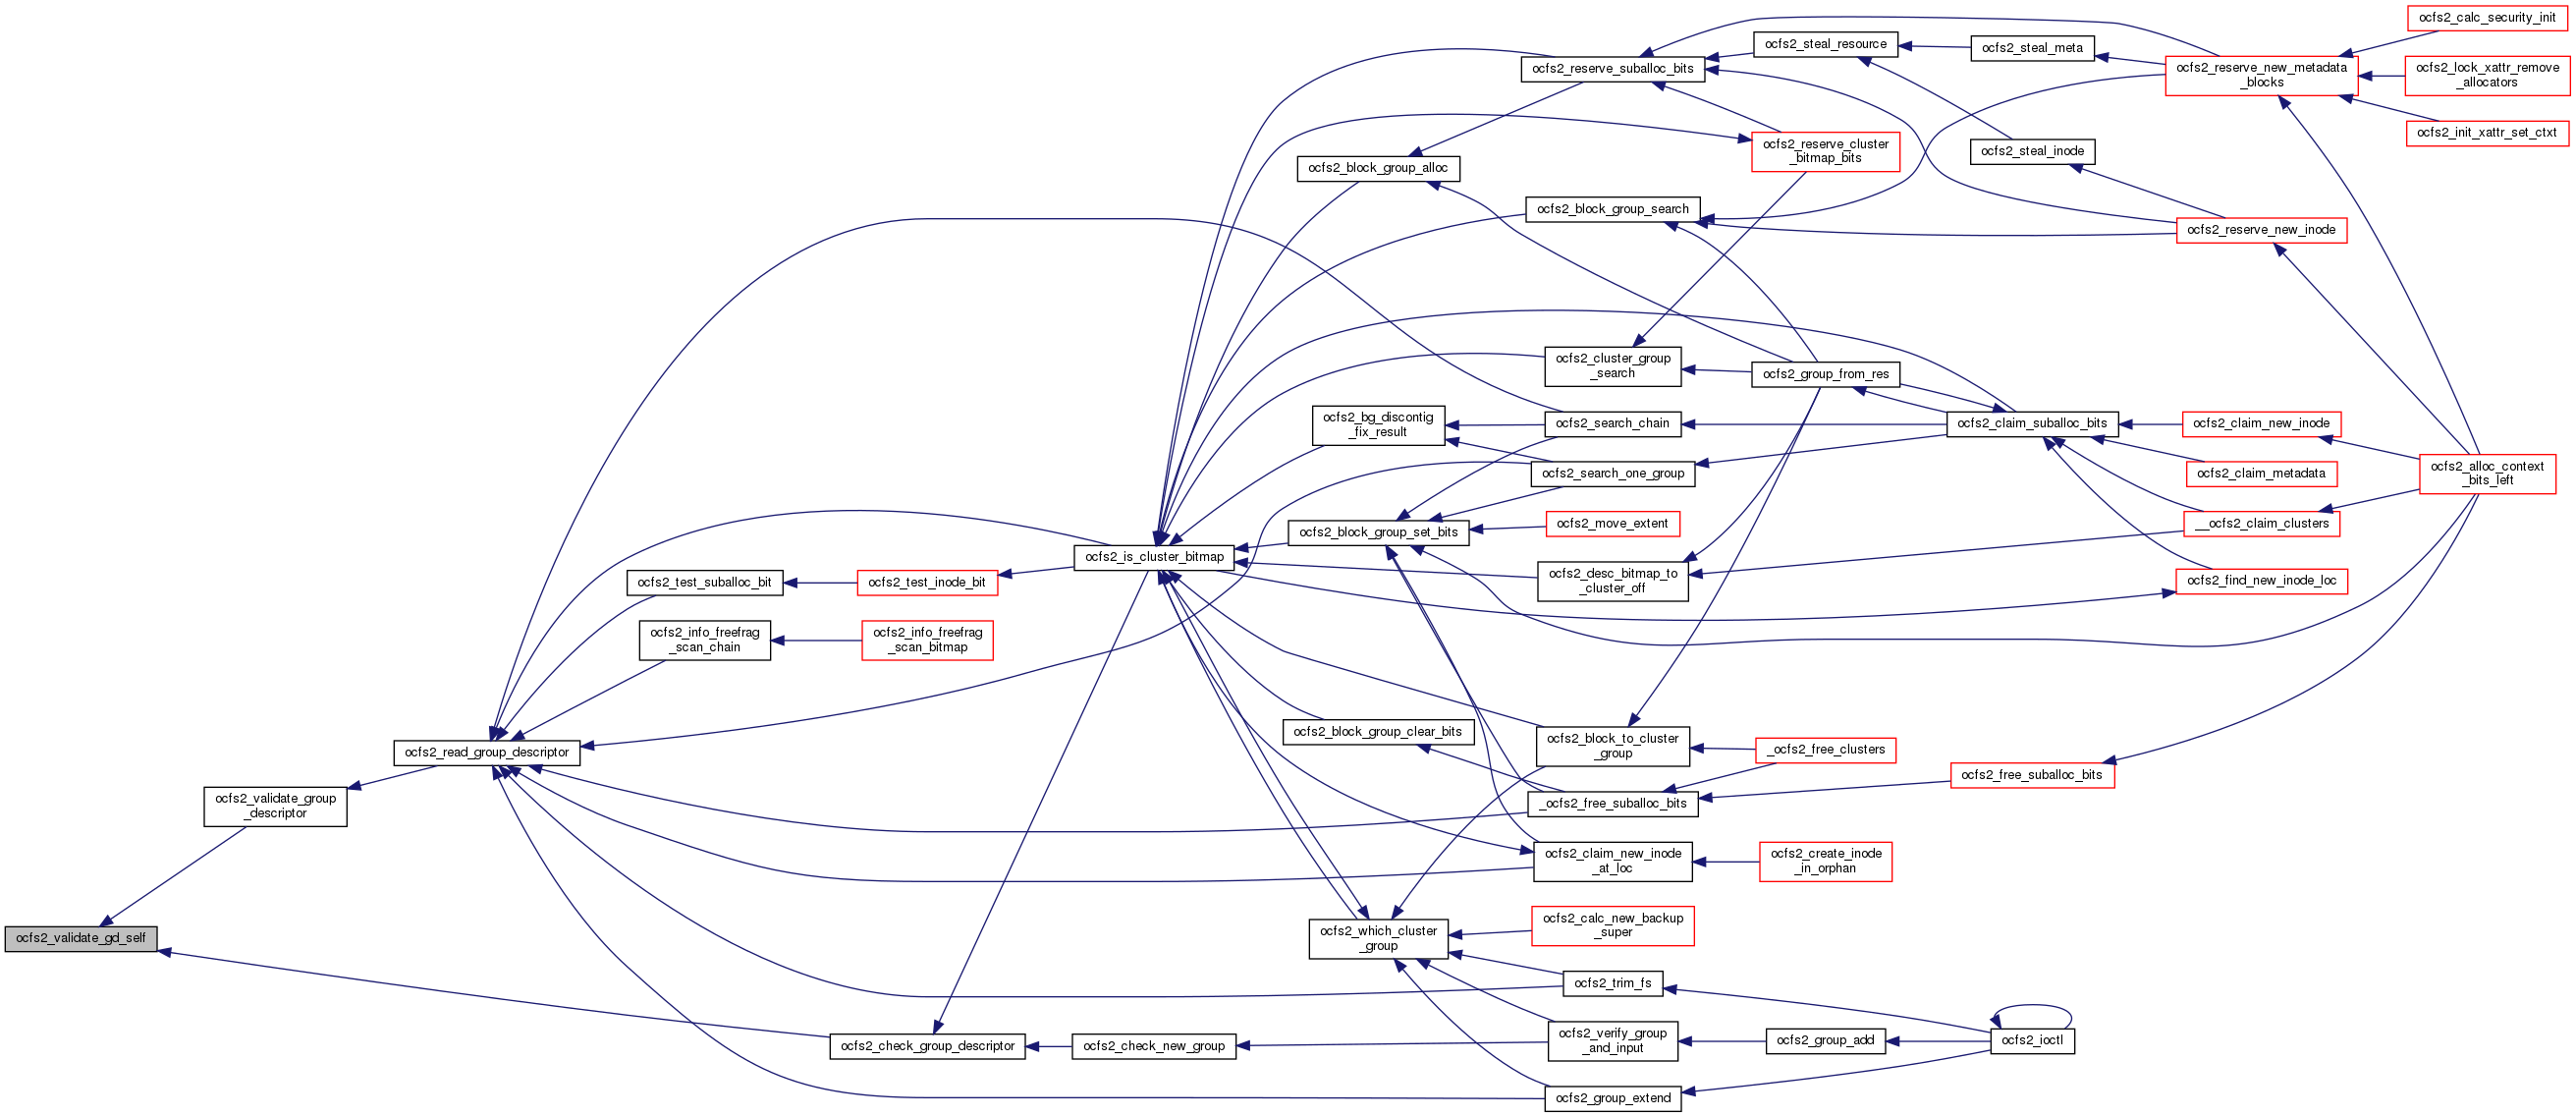 ocfs2_validate_gd_self
ocfs2_validate_group
_descriptor
ocfs2_read_group_descriptor
ocfs2_test_suballoc_bit
ocfs2_info_freefrag
_scan_chain
ocfs2_test_inode_bit
ocfs2_info_freefrag
_scan_bitmap
ocfs2_check_group_descriptor
ocfs2_is_cluster_bitmap
ocfs2_check_new_group
ocfs2_block_group_alloc
ocfs2_bg_discontig
_fix_result
ocfs2_block_group_set_bits
ocfs2_block_group_clear_bits
ocfs2_which_cluster
_group
ocfs2_reserve_suballoc_bits
ocfs2_block_group_search
ocfs2_cluster_group
_search
ocfs2_search_chain
ocfs2_search_one_group
ocfs2_move_extent
ocfs2_desc_bitmap_to
_cluster_off
ocfs2_block_to_cluster
_group
_ocfs2_free_suballoc_bits
ocfs2_claim_new_inode
_at_loc
ocfs2_calc_new_backup
_super
ocfs2_trim_fs
ocfs2_verify_group
_and_input
ocfs2_group_extend
ocfs2_steal_resource
ocfs2_reserve_cluster
_bitmap_bits
ocfs2_group_from_res
_ocfs2_free_clusters
ocfs2_create_inode
_in_orphan
ocfs2_group_add
ocfs2_steal_meta
ocfs2_steal_inode
ocfs2_claim_suballoc_bits
ocfs2_free_suballoc_bits
ocfs2_ioctl
ocfs2_reserve_new_metadata
_blocks
ocfs2_reserve_new_inode
ocfs2_claim_new_inode
ocfs2_claim_metadata
__ocfs2_claim_clusters
ocfs2_find_new_inode_loc
ocfs2_calc_security_init
ocfs2_lock_xattr_remove
_allocators
ocfs2_init_xattr_set_ctxt
ocfs2_alloc_context
_bits_left